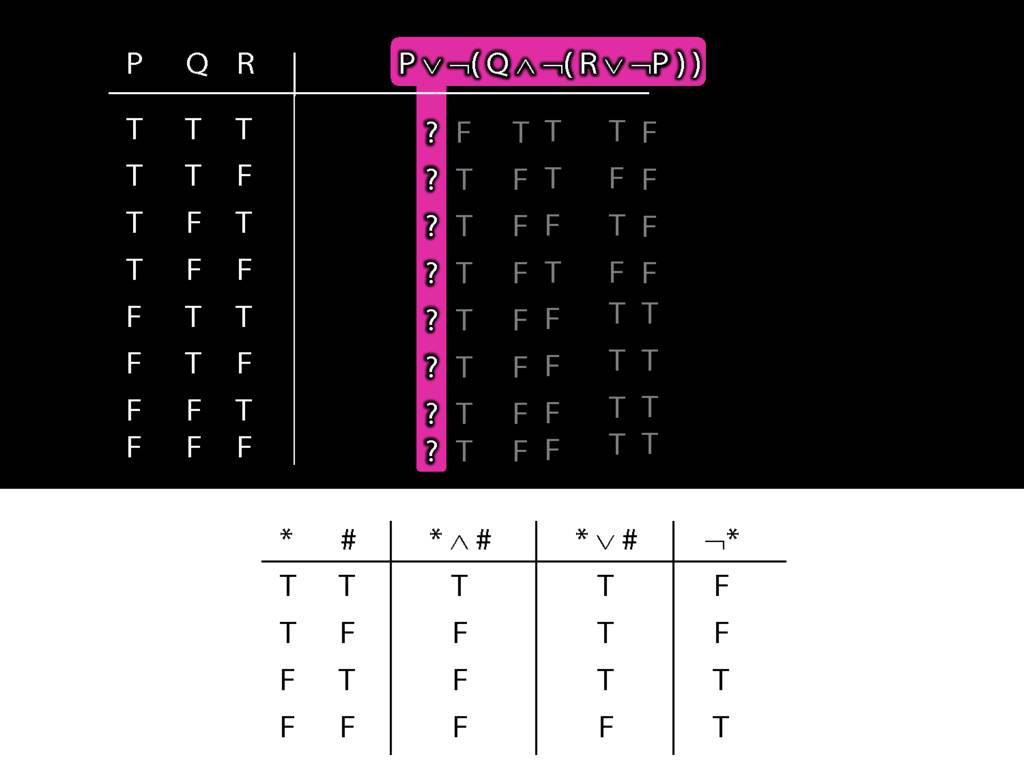 P Q R P∨¬(Q∧¬(R∨¬P))
T T T ? F T T T F
T T F ? T F T F F
T F T ? T F F T F
T F F ? T F T F F
F T T ? T F F T T
F T F ? T F F T T
F F T ? T F F T T
F F F ? T F F T T
* # *∧# *∨# ¬*
T T T T F
T F F T F
F T F T T
F F F F T